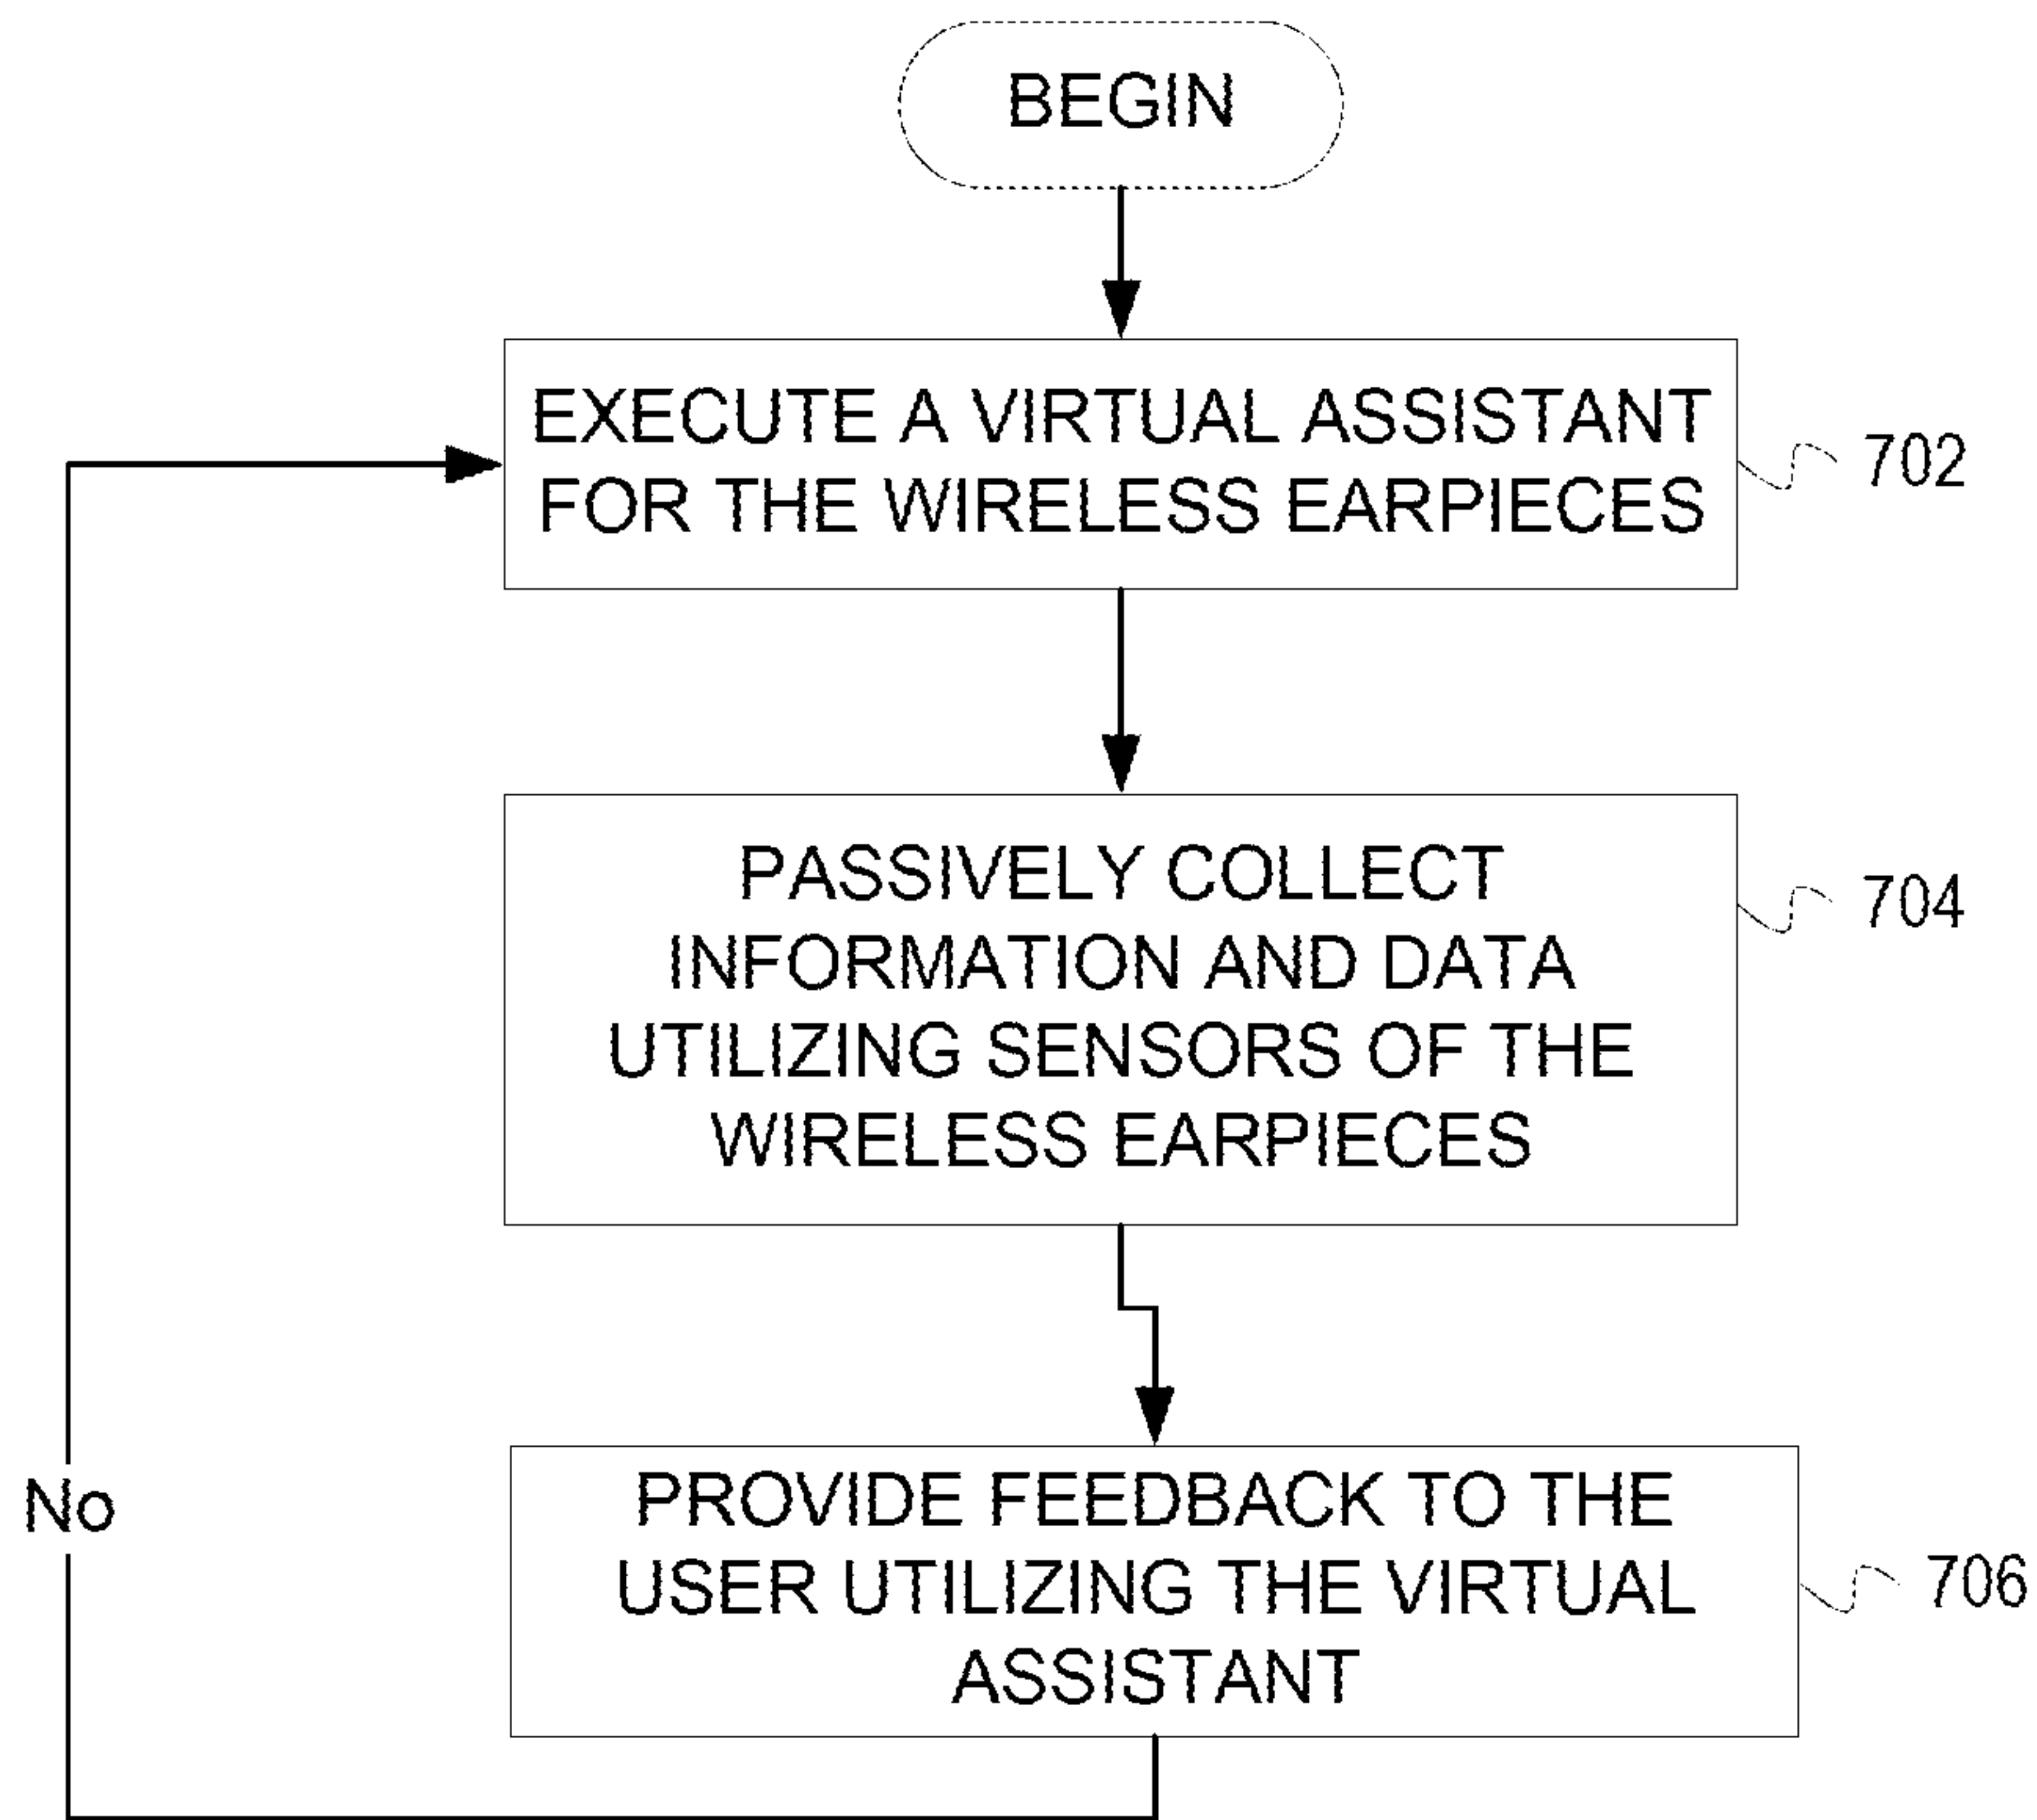 BEGIN
EXECUTE A VIRTUAL ASSISTANT
FOR THE WIRELESS EARPIECES
702
PASSIVELY COLLECT
INFORMATION AND DATA
UTILIZING SENSORS OF THE
WIRELESS EARPIECES
704
No
PROVIDE FEEDBACK TO THE
USER UTILIZING THE VIRTUAL
ASSISTANT
706